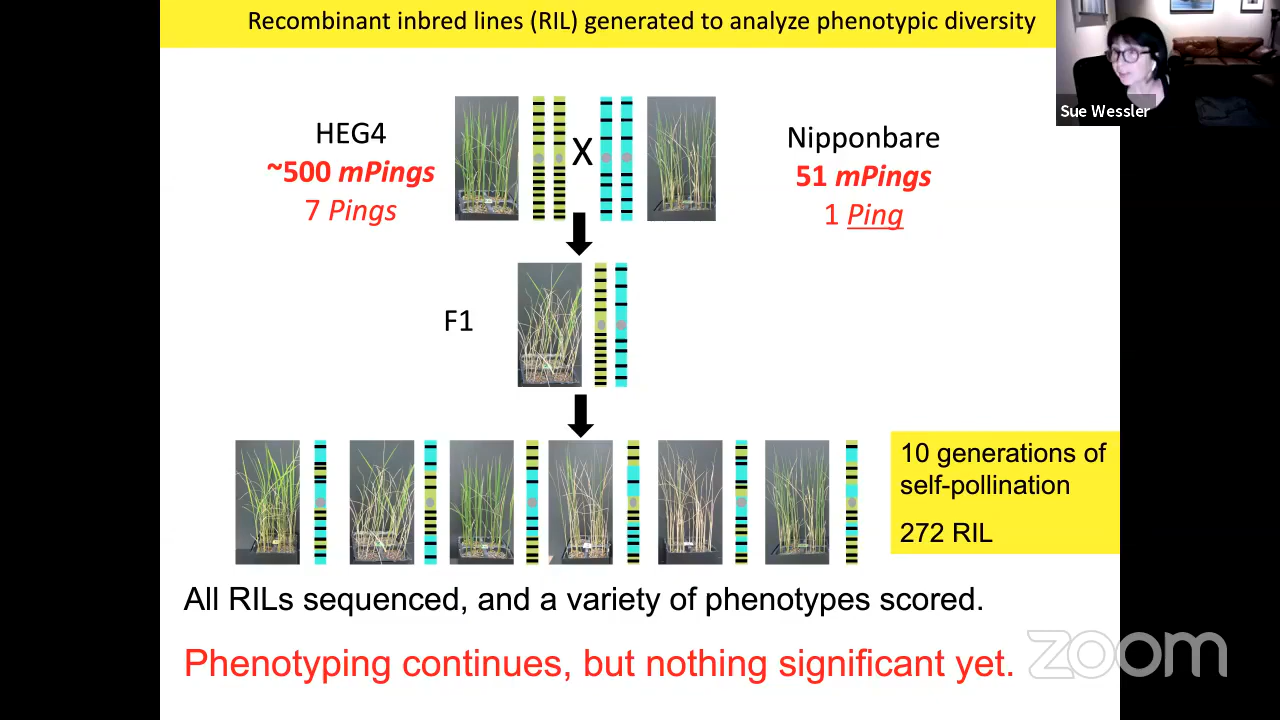 Recombinant inbred lines (RIL) generated to analyze phenotypic diversity
Sue Wessler
HEG4
~500 mPings
7 Pings
X
Nipponbare
51 mPings
1 Ping
F1
10 generations of
self-pollination
272 RIL
All RILs sequenced, and a variety of phenotypes scored.
Phenotyping continues, but nothing significant yet.
zoom